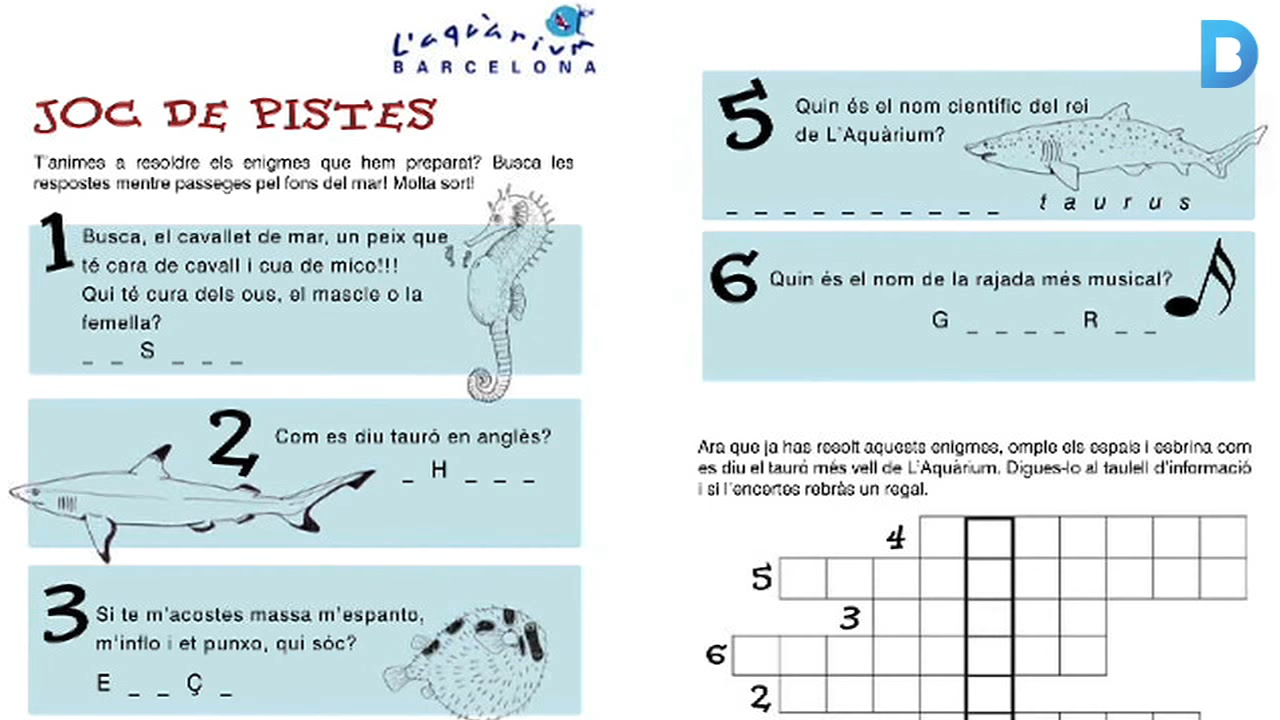 L'aquàrium
BARCELONA
JOC DE PISTES
T'animes a resoldre els enigmes que hem preparat? Busca les
respostes mentre passeges pel fons del mar! Molta sort!
1
Busca, el cavallet de mar, un peix que
té cara de cavall i cua de mico!!!
Qui té cura dels ous, el mascle o la
femella?
_ _ S _ _ _
2
Com es diu tauró en anglès?
_ H _ _ _
3
Si te m'acostes massa m'espanto,
m'inflo i et punxo, qui sóc?
E _ _ Ç _
5
Quin és el nom científic del rei
de L'Aquàrium?
_ _ _ _ _ _ _ _ _ _ taurus
6
Quin és el nom de la rajada més musical?
G _ _ _ _ R _ _
Ara que ja has resolt aquests enigmes, omple els espais i esbrina com
es diu el tauró més vell de L'Aquàrium. Digues-lo al taulell d'informació
i si l'encertes rebràs un regal.
4
5
3
6
2
B